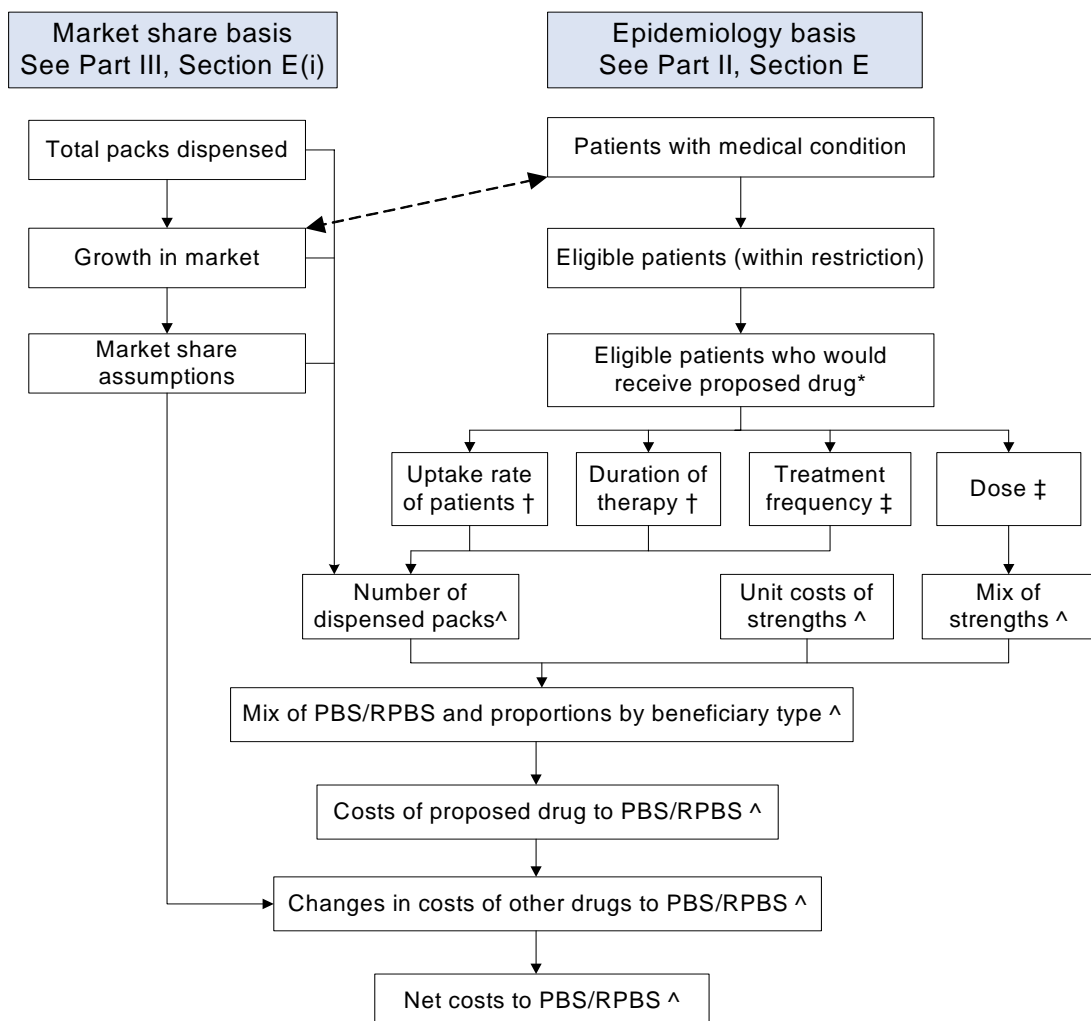 Market share basis
See Part III, Section E(i)
Epidemiology basis
See Part II, Section E
Total packs dispensed
Patients with medical condition
Growth in market
Eligible patients (within restriction)
Market share
assumptions
Eligible patients who would
receive proposed drug*
Uptake rate
of patients †
Duration of
therapy †
Treatment
frequency ‡
Dose ‡
Number of
dispensed packs^
Unit costs of
strengths ^
Mix of
strengths ^
Mix of PBS/RPBS and proportions by beneficiary type ^
Costs of proposed drug to PBS/RPBS ^
Changes in costs of other drugs to PBS/RPBS ^
Net costs to PBS/RPBS ^